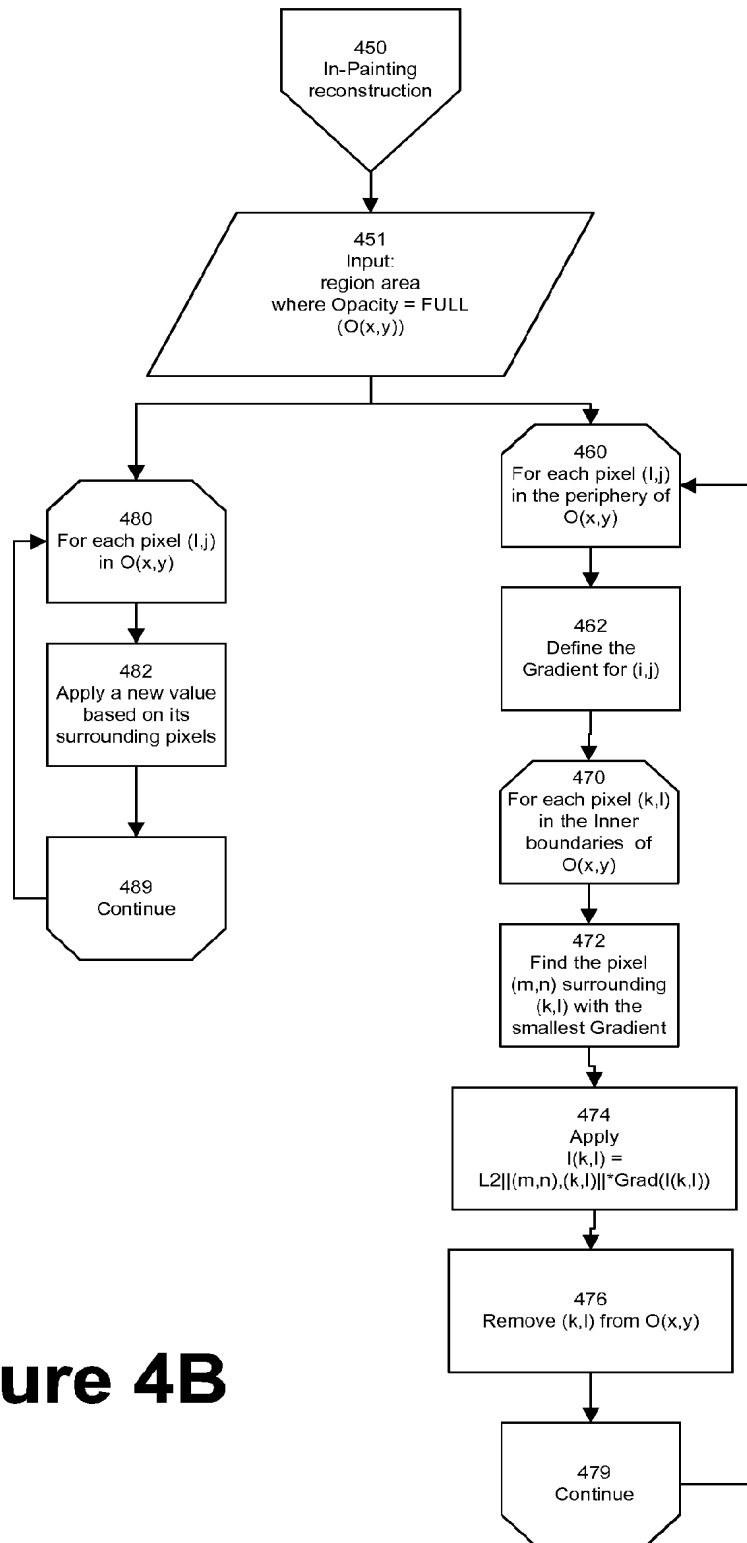 450
In-Painting
reconstruction
451
Input:
region area
where Opacity = FULL
(O(x,y))
480
For each pixel (I,j)
in O(x,y)
482
Apply a new value
based on its
surrounding pixels
489
Continue
460
For each pixel (I,j)
in the periphery of
O(x,y)
462
Define the
Gradient for (i,j)
470
For each pixel (k,l)
in the Inner
boundaries of
O(x,y)
472
Find the pixel
(m,n) surrounding
(k,l) with the
smallest Gradient
474
Apply
I(k,l) =
L2||(m,n),(k,l)||*Grad(I(k,l))
476
Remove (k,l) from O(x,y)
479
Continue
ure 4B